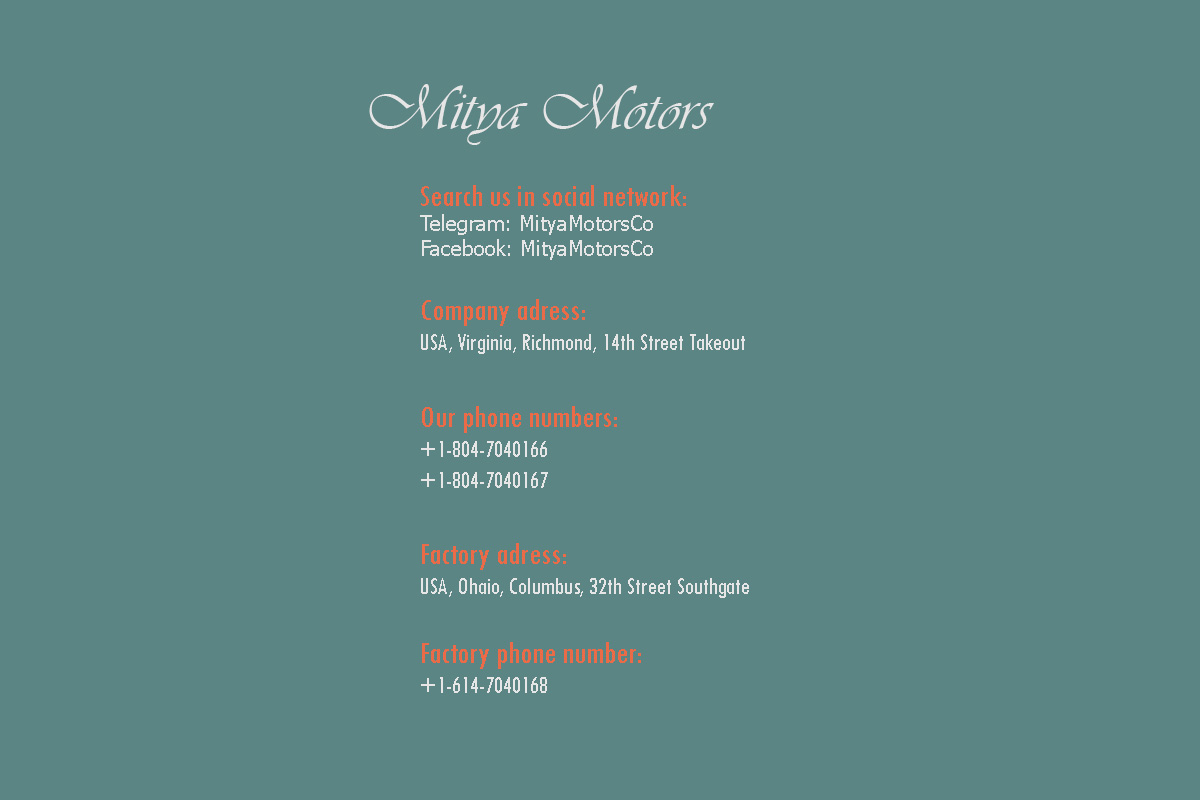 Mitya Motors
Search us in social network:
Telegram: MityaMotorsCo
Facebook: MityaMotorsCo
Company adress:
USA, Virginia, Richmond, 14th Street Takeout
Our phone numbers:
+1-804-7040166
+1-804-7040167
Factory adress:
USA, Ohaio, Columbus, 32th Street Southgate
Factory phone number:
+1-614-7040168